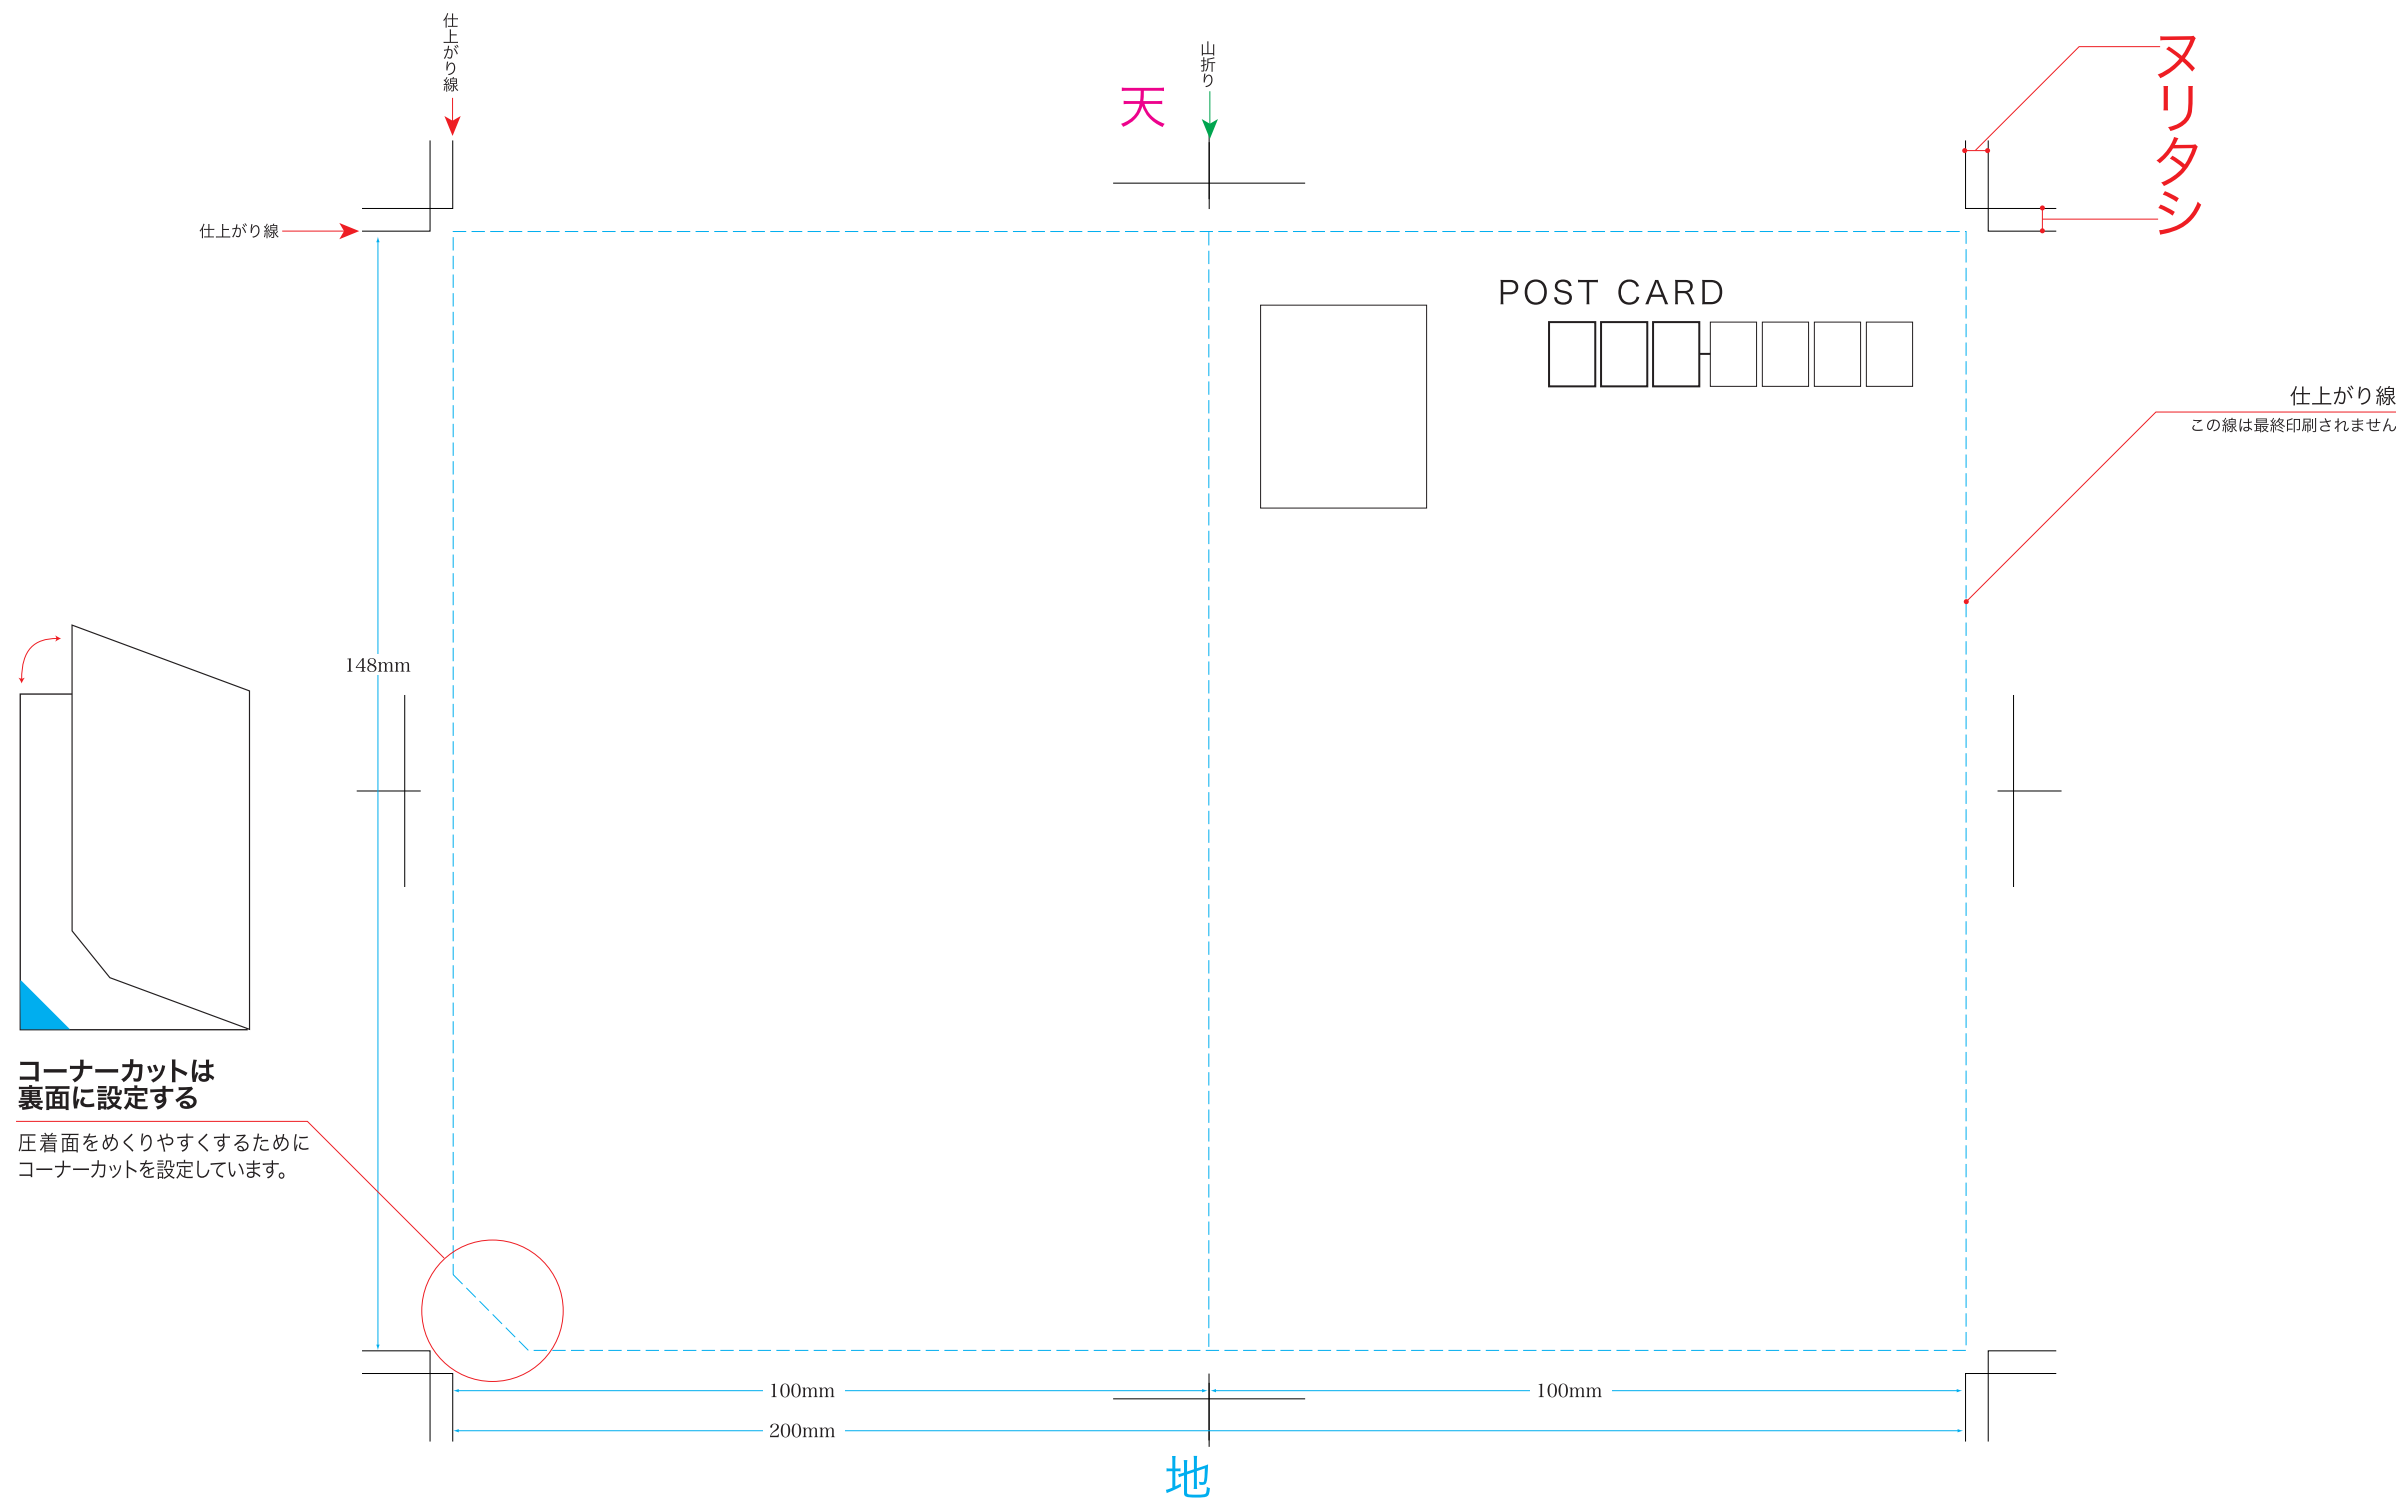 仕上がり線
山折り
天
ヌリタシ
仕上がり線
POST CARD
仕上がり線
この線は最終印刷されません
148mm
コーナーカットは
裏面に設定する
圧着面をめくりやすくするために
コーナーカットを設定しています。
100mm
100mm
200mm
地